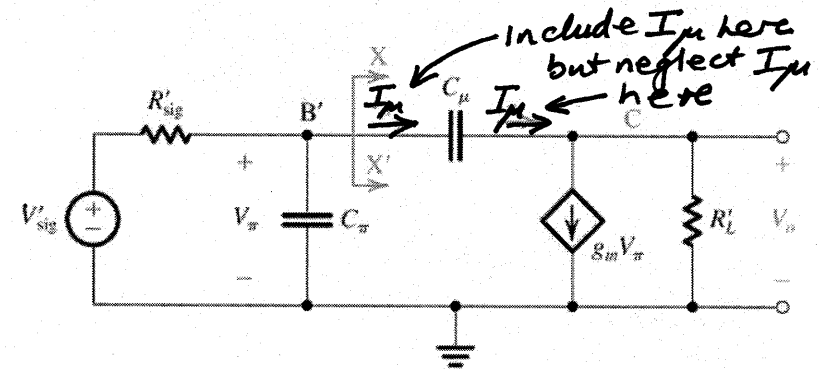 Include Iμ here
but neglect Iμ
here
X
Iμ
Cμ
Iμ
R'sig
B'
C
X'
+
+
V'sig
+
−
Vπ
Cπ
gmVπ
R'L
Vo
−
−